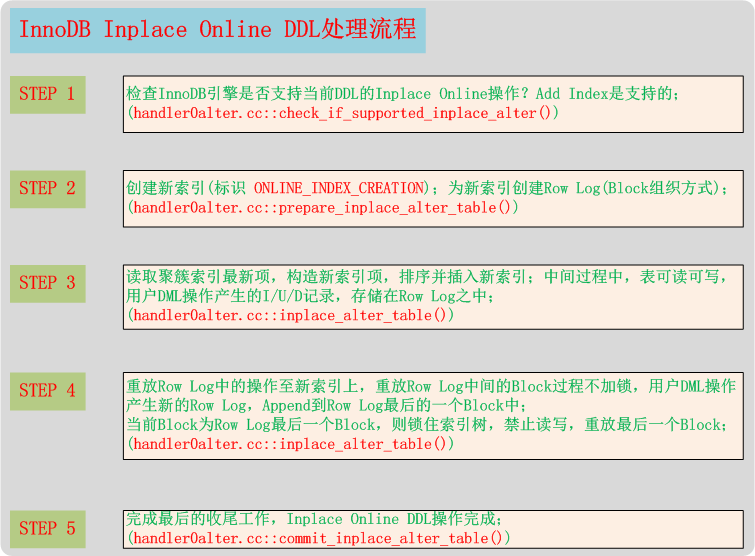 InnoDB Inplace Online DDL处理流程
STEP 1
检查InnoDB引擎是否支持当前DDL的Inplace Online操作？Add Index是支持的；
(handler0alter.cc::check_if_supported_inplace_alter())
STEP 2
创建新索引(标识 ONLINE_INDEX_CREATION)；为新索引创建Row Log(Block组织方式)；
(handler0alter.cc::prepare_inplace_alter_table())
STEP 3
读取聚簇索引最新项，构造新索引项，排序并插入新索引；中间过程中，表可读可写，
用户DML操作产生的I/U/D记录，存储在Row Log之中；
(handler0alter.cc::inplace_alter_table())
STEP 4
重放Row Log中的操作至新索引上，重放Row Log中间的Block过程不加锁，用户DML操作
产生新的Row Log，Append到Row Log最后的一个Block中；
当前Block为Row Log最后一个Block，则锁住索引树，禁止读写，重放最后一个Block；
(handler0alter.cc::inplace_alter_table())
STEP 5
完成最后的收尾工作，Inplace Online DDL操作完成；
(handler0alter.cc::commit_inplace_alter_table())